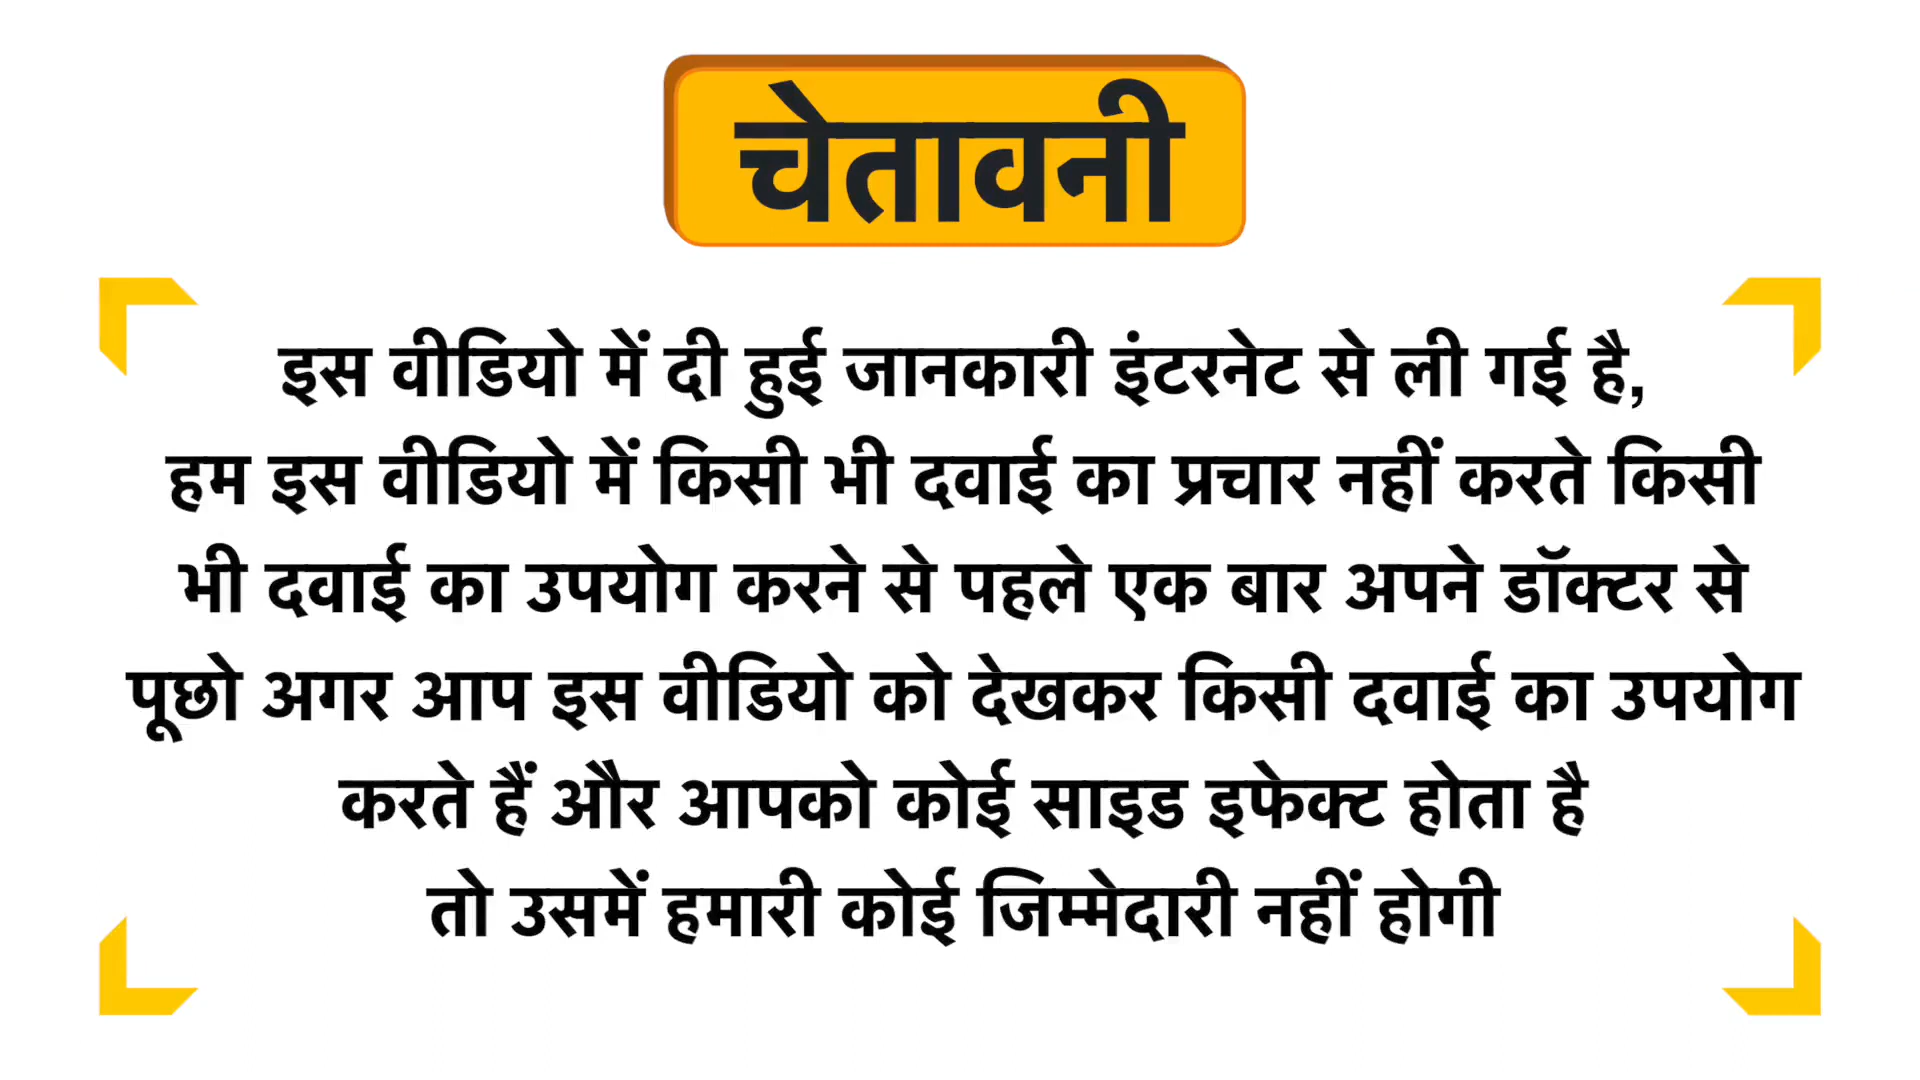 चेतावनी
इस वीडियो में दी हुई जानकारी इंटरनेट से ली गई है,
हम इस वीडियो में किसी भी दवाई का प्रचार नहीं करते किसी
भी दवाई का उपयोग करने से पहले एक बार अपने डॉक्टर से
पूछो अगर आप इस वीडियो को देखकर किसी दवाई का उपयोग
करते हैं और आपको कोई साइड इफेक्ट होता है
तो उसमें हमारी कोई जिम्मेदारी नहीं होगी